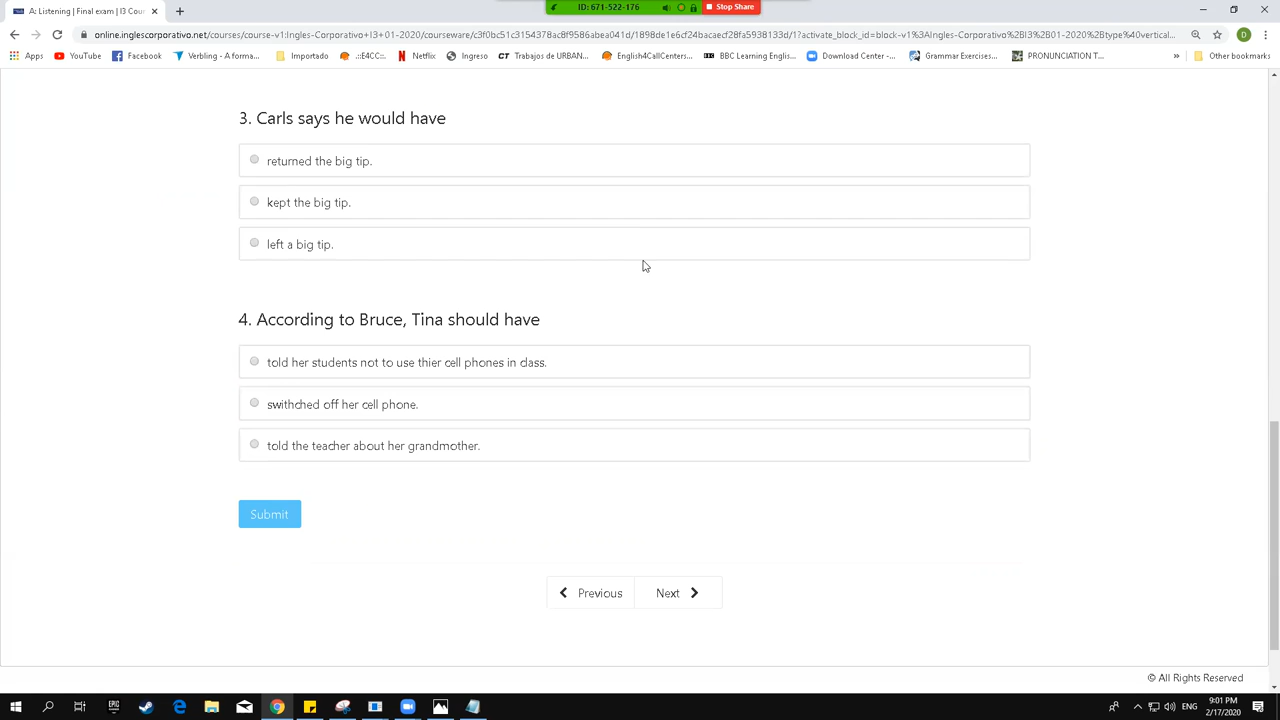 ID: 671-522-176
Stop Share
A: Listening | Final exam | I3 Cour
online.inglescorporativo.net/courses/course-v1:Ingles-Corporativo+I3+01-2020/courseware/c3f0bc51c3154378ac8f9586abea041d/1898de1e6cf24bacaecf28fa5938133d/1?activate_block_id=block-v1%3AIngles-Corporativo%2BI3%2B01-2020%2Btype%40vertical...
Apps YouTube Facebook Verbling - A forma... Importado .::E4CC::. Netflix Ingreso CT Trabajos de URBAN... English4CallCenters... BBC Learning Englis... Download Center -... Grammar Exercises... PRONUNCIATION T... » Other bookmarks
3. Carls says he would have
returned the big tip.
kept the big tip.
left a big tip.
4. According to Bruce, Tina should have
told her students not to use thier cell phones in class.
swithched off her cell phone.
told the teacher about her grandmother.
Submit
Previous Next
© All Rights Reserved
ENG
9:01 PM
2/17/2020